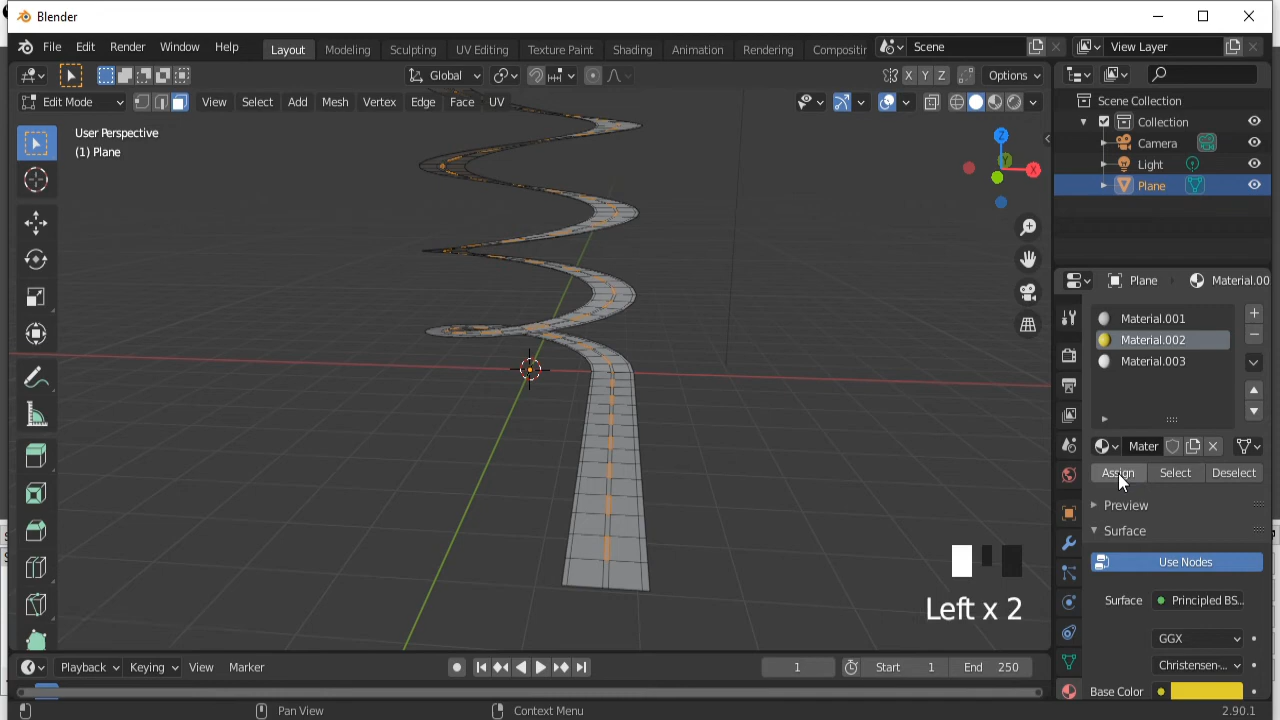 Blender
File Edit Render Window Help Layout Modeling Sculpting UV Editing Texture Paint Shading Animation Rendering Compositin Scene View Layer
Global X Y Z Options
Edit Mode View Select Add Mesh Vertex Edge Face UV
User Perspective
(1) Plane
Z
Y
X
Scene Collection
Collection
Camera
Light
Plane
Plane Material.00
Material.001
Material.002
Material.003
Mater
Assign Select Deselect
Preview
Surface
Use Nodes
Surface Principled BS...
GGX
Christensen-...
Base Color
Left x 2
Playback Keying View Marker 1 Start 1 End 250
Pan View Context Menu 2.90.1